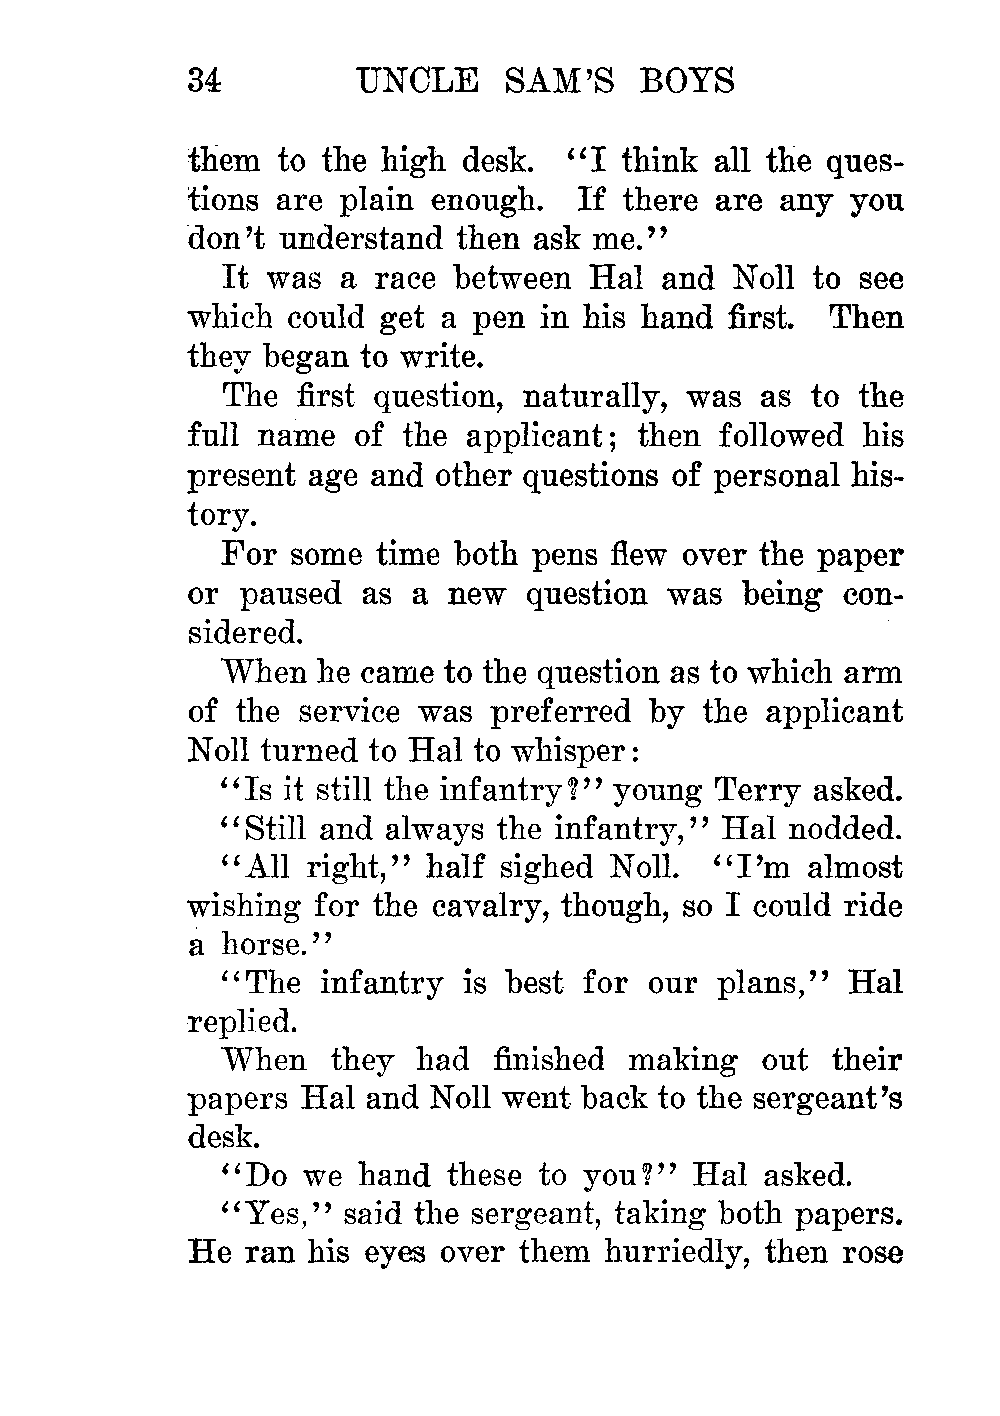 34 UNCLE SAM'S BOYS
them to the high desk. "I think all the ques-
tions are plain enough. If there are any you
don't understand then ask me."
It was a race between Hal and Noll to see
which could get a pen in his hand first. Then
they began to write.
The first question, naturally, was as to the
full name of the applicant; then followed his
present age and other questions of personal his-
tory.
For some time both pens flew over the paper
or paused as a new question was being con-
sidered.
When he came to the question as to which arm
of the service was preferred by the applicant
Noll turned to Hal to whisper:
"Is it still the infantry?" young Terry asked.
"Still and always the infantry," Hal nodded.
"All right," half sighed Noll. "I'm almost
wishing for the cavalry, though, so I could ride
a horse."
"The infantry is best for our plans," Hal
replied.
When they had finished making out their
papers Hal and Noll went back to the sergeant's
desk.
"Do we hand these to you?" Hal asked.
"Yes," said the sergeant, taking both papers.
He ran his eyes over them hurriedly, then rose